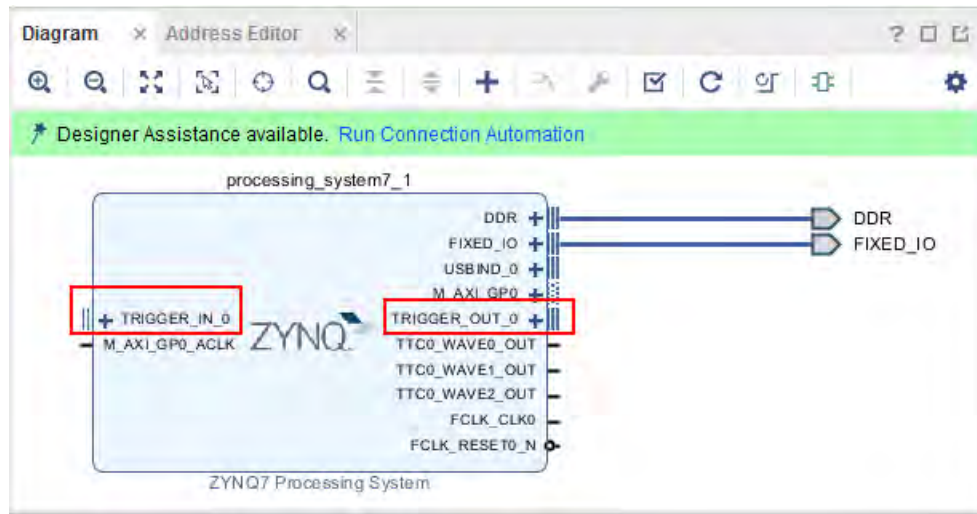 Diagram × Address Editor × ?
Designer Assistance available. Run Connection Automation
processing_system7_1
DDR
FIXED_IO
USBIND_0
M_AXI_GP0
TRIGGER_OUT_0
TTC0_WAVE0_OUT
TTC0_WAVE1_OUT
TTC0_WAVE2_OUT
FCLK_CLK0
FCLK_RESET0_N
TRIGGER_IN_0
M_AXI_GP0_ACLK
ZYNQ
DDR
FIXED_IO
ZYNQ7 Processing System